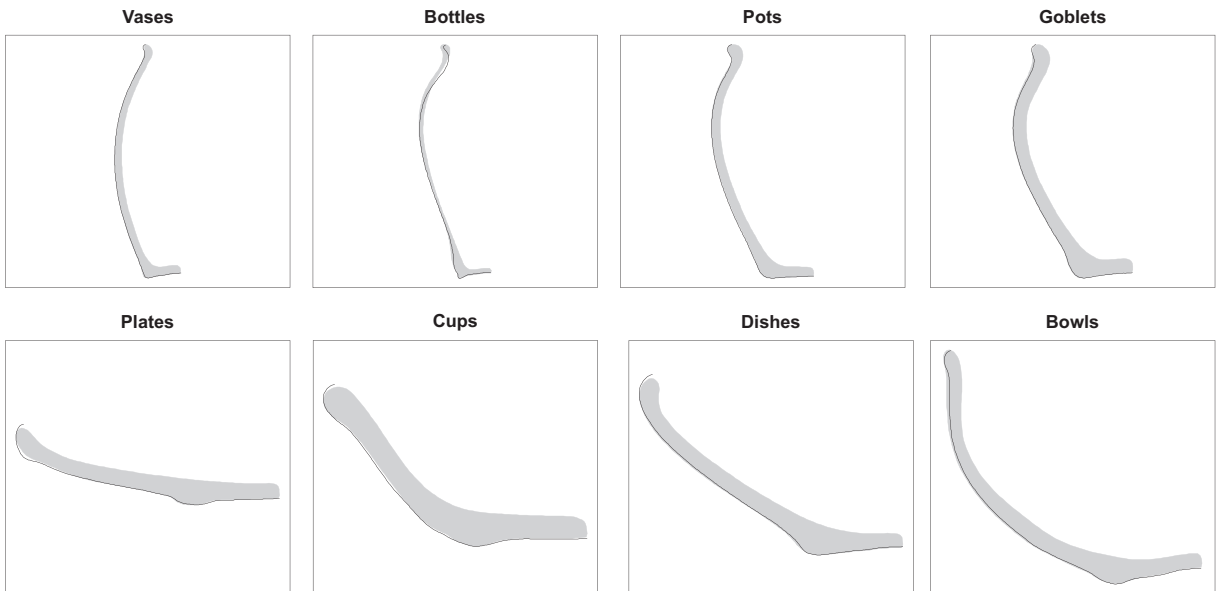 Vases
Bottles
Pots
Goblets
Plates
Cups
Dishes
Bowls